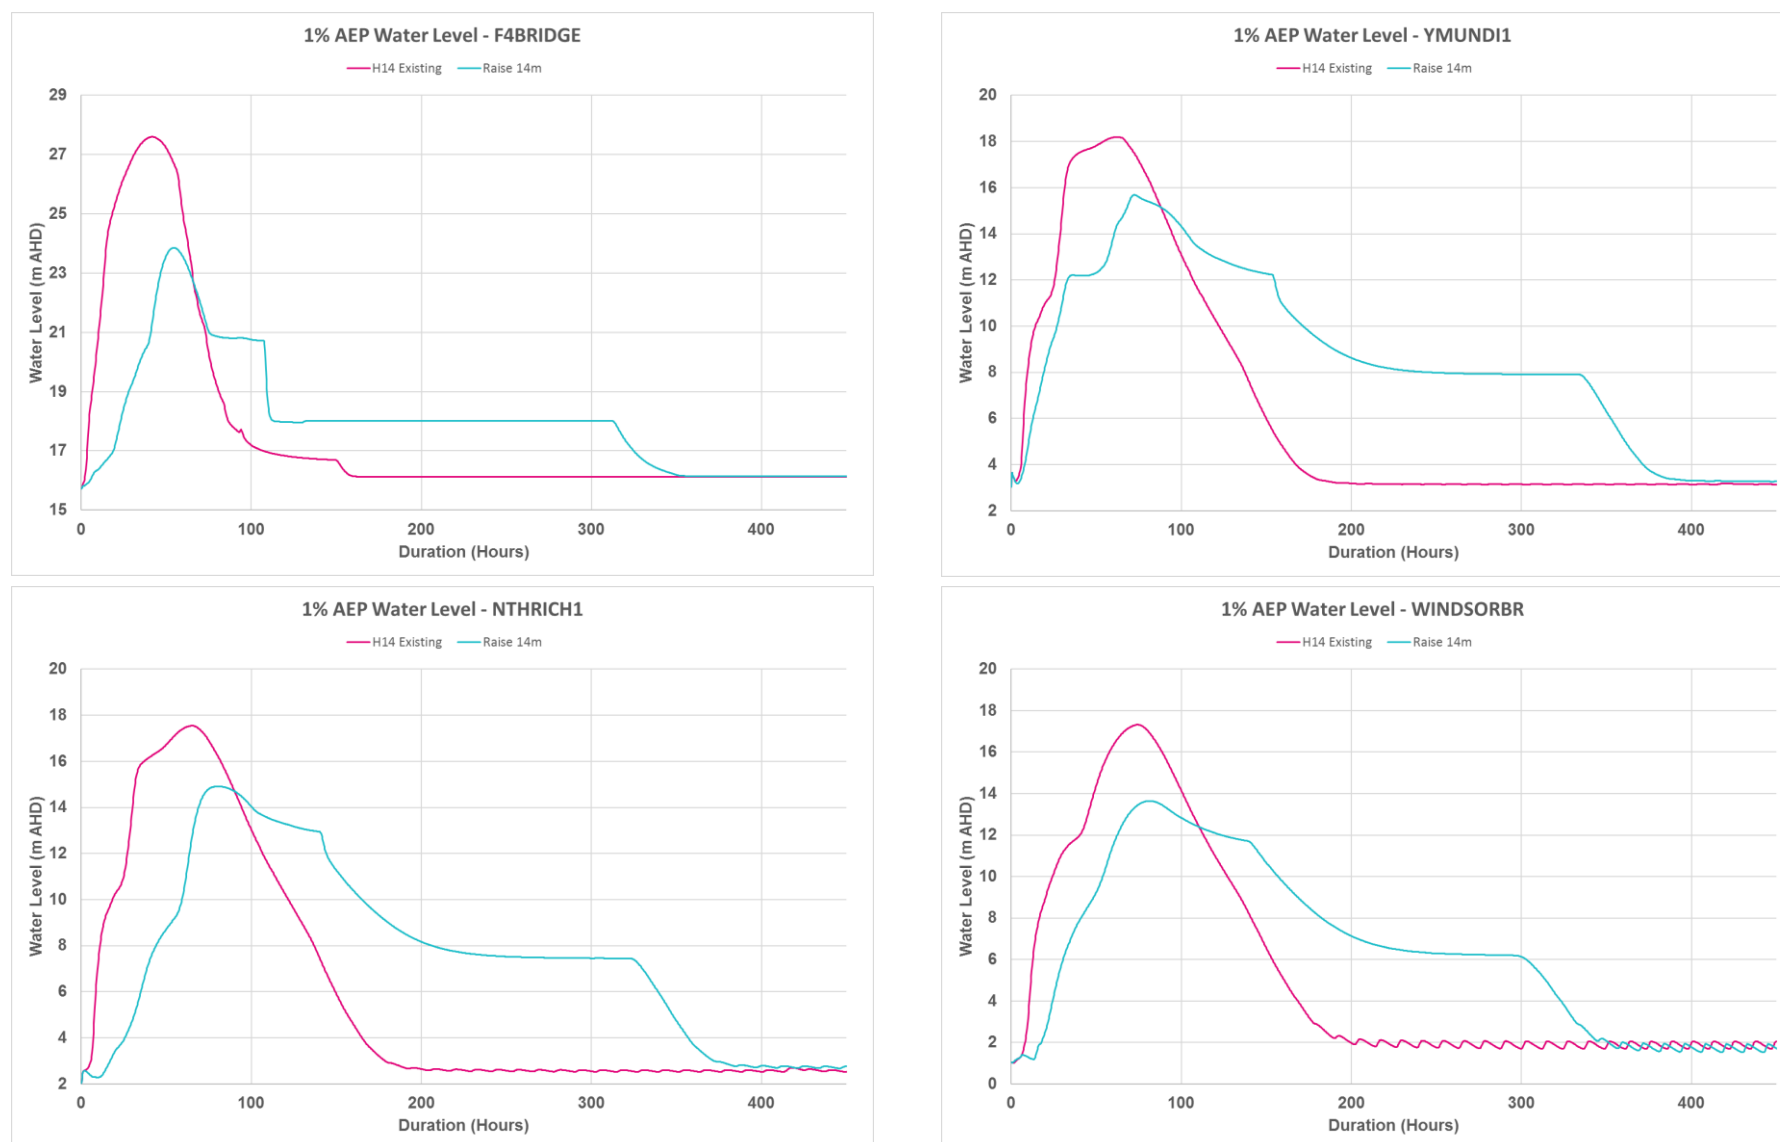 1% AEP Water Level - F4BRIDGE
H14 Existing Raise 14m
Water Level (m AHD)
29
27
25
23
21
19
17
15
0 100 200 300 400
Duration (Hours)
1% AEP Water Level - YMUNDI1
H14 Existing Raise 14m
Water Level (m AHD)
20
18
16
14
12
10
8
6
4
2
0 100 200 300 400
Duration (Hours)
1% AEP Water Level - NTHRICH1
H14 Existing Raise 14m
Water Level (m AHD)
20
18
16
14
12
10
8
6
4
2
0 100 200 300 400
Duration (Hours)
1% AEP Water Level - WINDSORBR
H14 Existing Raise 14m
Water Level (m AHD)
20
18
16
14
12
10
8
6
4
2
0
0 100 200 300 400
Duration (Hours)